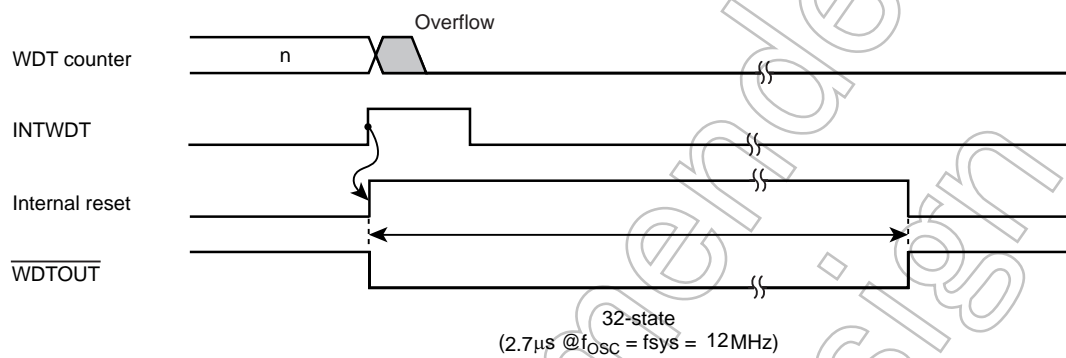 Overflow
WDT counter
n
INTWDT
Internal reset
WDTOUT
32-state
(2.7μs @fOSC = fsys = 12MHz)